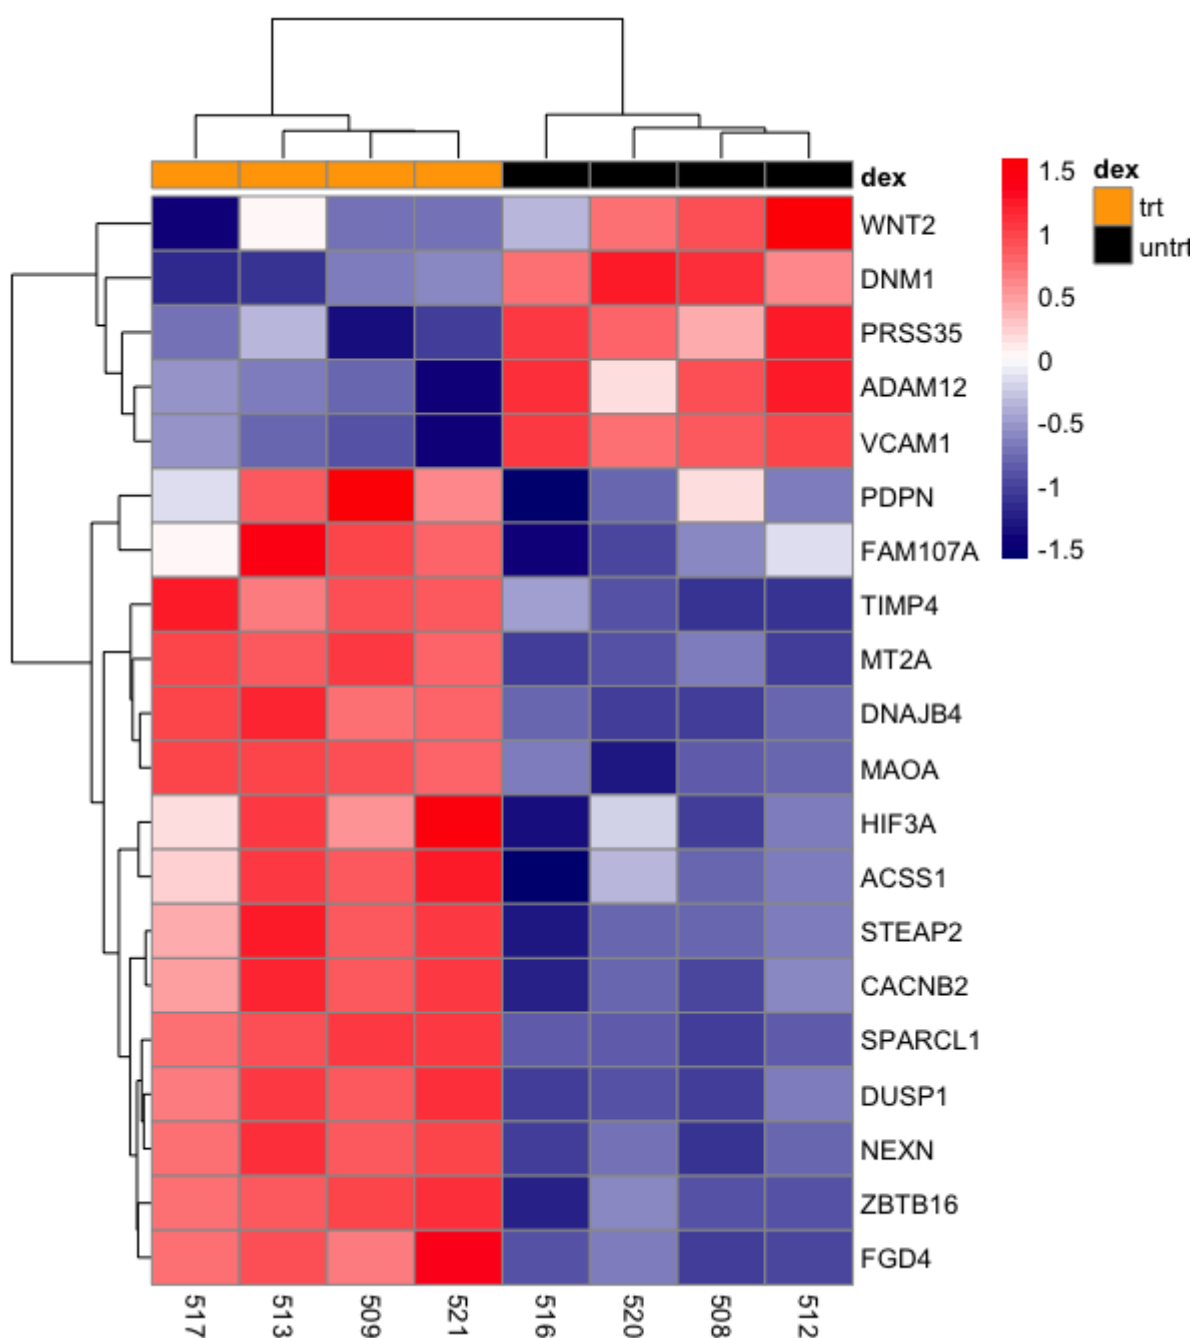 dex
WNT2
DNM1
PRSS35
ADAM12
VCAM1
PDPN
FAM107A
TIMP4
MT2A
DNAJB4
MAOA
HIF3A
ACSS1
STEAP2
CACNB2
SPARCL1
DUSP1
NEXN
ZBTB16
FGD4
517
513
509
521
516
520
508
512
1.5
1
0.5
0
-0.5
-1
-1.5
dex
trt
untrt